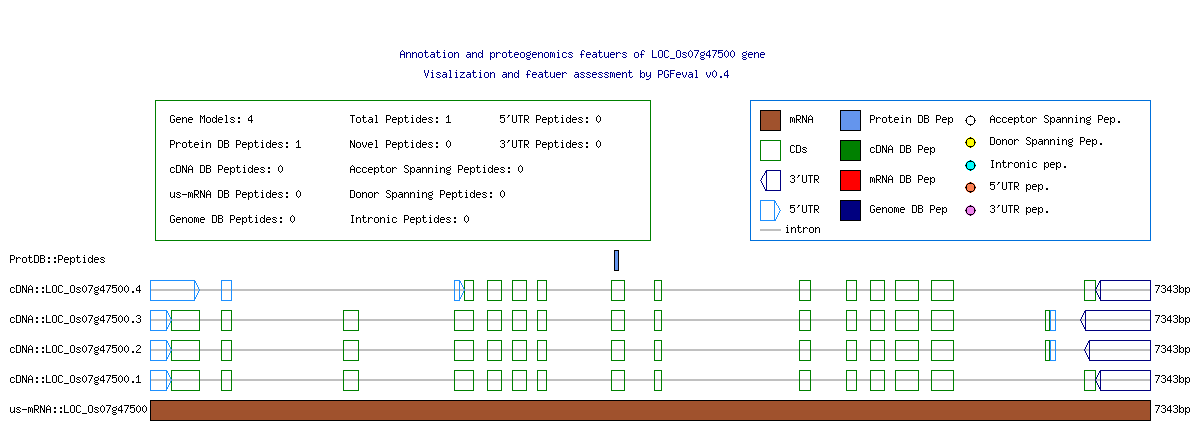 Annotation and proteogenomics featuers of LOC_Os07g47500 gene
Visalization and featuer assessment by PGFeval v0.4
Gene Models: 4 Total Peptides: 1 5'UTR Peptides: 0
Protein DB Peptides: 1 Novel Peptides: 0 3'UTR Peptides: 0
cDNA DB Peptides: 0 Acceptor Spanning Peptides: 0
us-mRNA DB Peptides: 0 Donor Spanning Peptides: 0
Genome DB Peptides: 0 Intronic Peptides: 0
mRNA Protein DB Pep Acceptor Spanning Pep.
CDs cDNA DB Pep Donor Spanning Pep.
3'UTR mRNA DB Pep Intronic pep.
5'UTR Genome DB Pep 5'UTR pep.
intron 3'UTR pep.
ProtDB::Peptides
cDNA::LOC_Os07g47500.4 7343bp
cDNA::LOC_Os07g47500.3 7343bp
cDNA::LOC_Os07g47500.2 7343bp
cDNA::LOC_Os07g47500.1 7343bp
us-mRNA::LOC_Os07g47500 7343bp